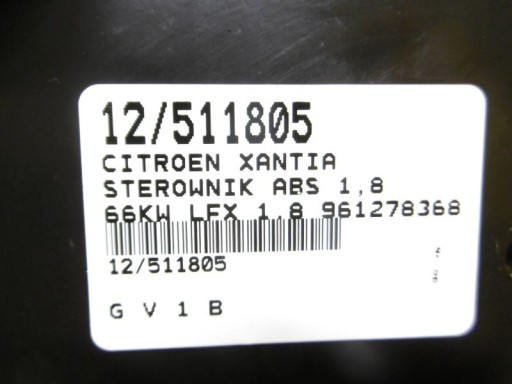 12/511805
CITROEN XANTIA
STEROWNIK ABS 1,8
66KW LFX 1.8 961278368
12/511805
G V 1 B